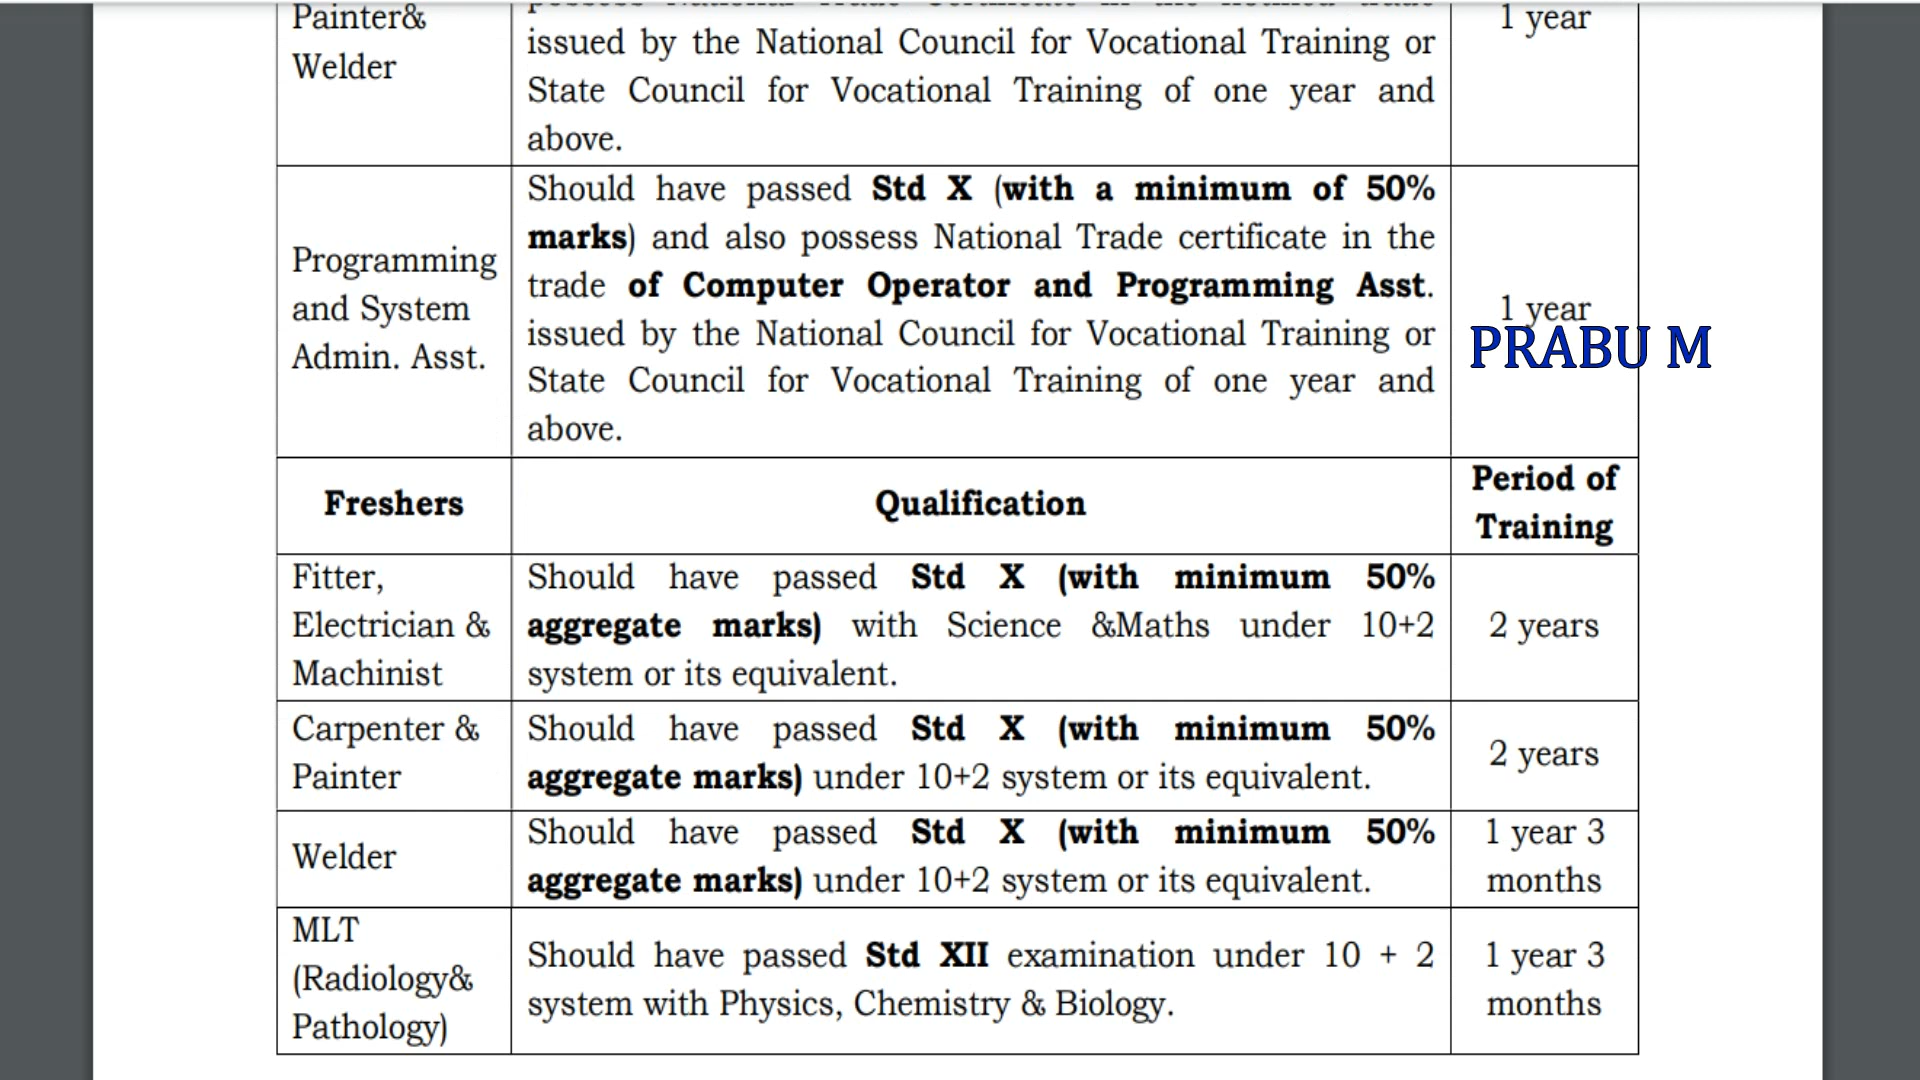 Painter&
Welder
issued by the National Council for Vocational Training or
State Council for Vocational Training of one year and
above.
1 year
Programming
and System
Admin. Asst.
Should have passed Std X (with a minimum of 50%
marks) and also possess National Trade certificate in the
trade of Computer Operator and Programming Asst.
issued by the National Council for Vocational Training or
State Council for Vocational Training of one year and
above.
1 year
PRABU M
Freshers
Qualification
Period of
Training
Fitter,
Electrician &
Machinist
Should have passed Std X (with minimum 50%
aggregate marks) with Science &Maths under 10+2
system or its equivalent.
2 years
Carpenter &
Painter
Should have passed Std X (with minimum 50%
aggregate marks) under 10+2 system or its equivalent.
2 years
Welder
Should have passed Std X (with minimum 50%
aggregate marks) under 10+2 system or its equivalent.
1 year 3
months
MLT
(Radiology&
Pathology)
Should have passed Std XII examination under 10 + 2
system with Physics, Chemistry & Biology.
1 year 3
months